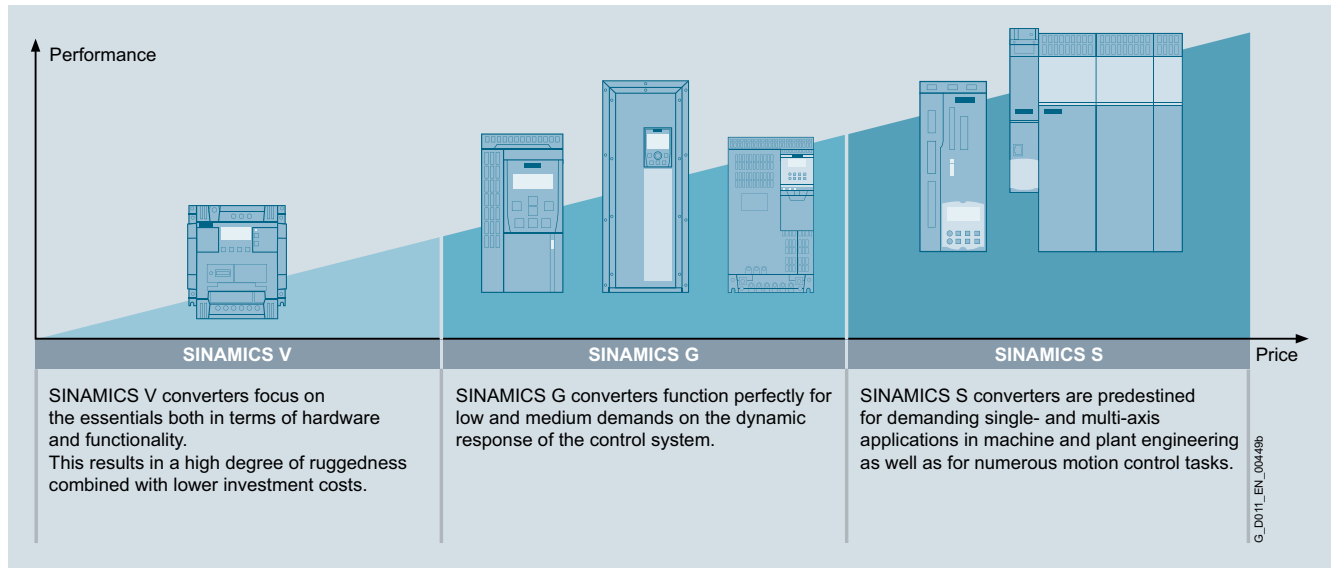 Performance
SINAMICS V
SINAMICS G
SINAMICS S
Price
SINAMICS V converters focus on
the essentials both in terms of hardware
and functionality.
This results in a high degree of ruggedness
combined with lower investment costs.
SINAMICS G converters function perfectly for
low and medium demands on the dynamic
response of the control system.
SINAMICS S converters are predestined
for demanding single- and multi-axis
applications in machine and plant engineering
as well as for numerous motion control tasks.
G_D011_EN_00449b